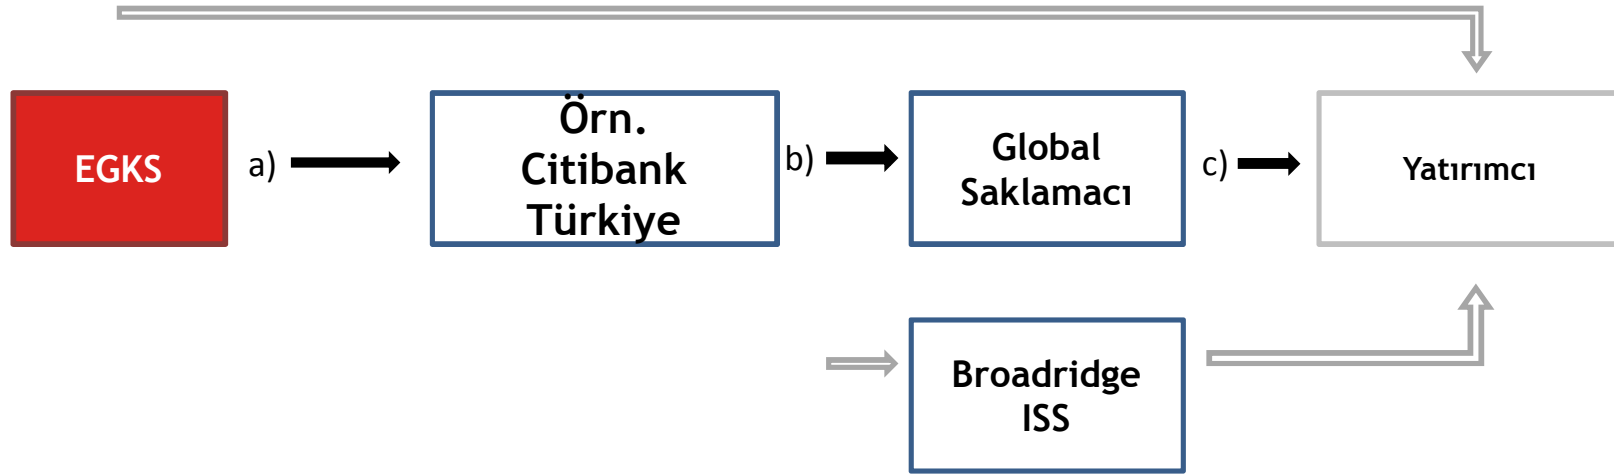 EGKS
a)
Örn.
Citibank
Türkiye
b)
Global
Saklamacı
c)
Yatırımcı
Broadridge
ISS